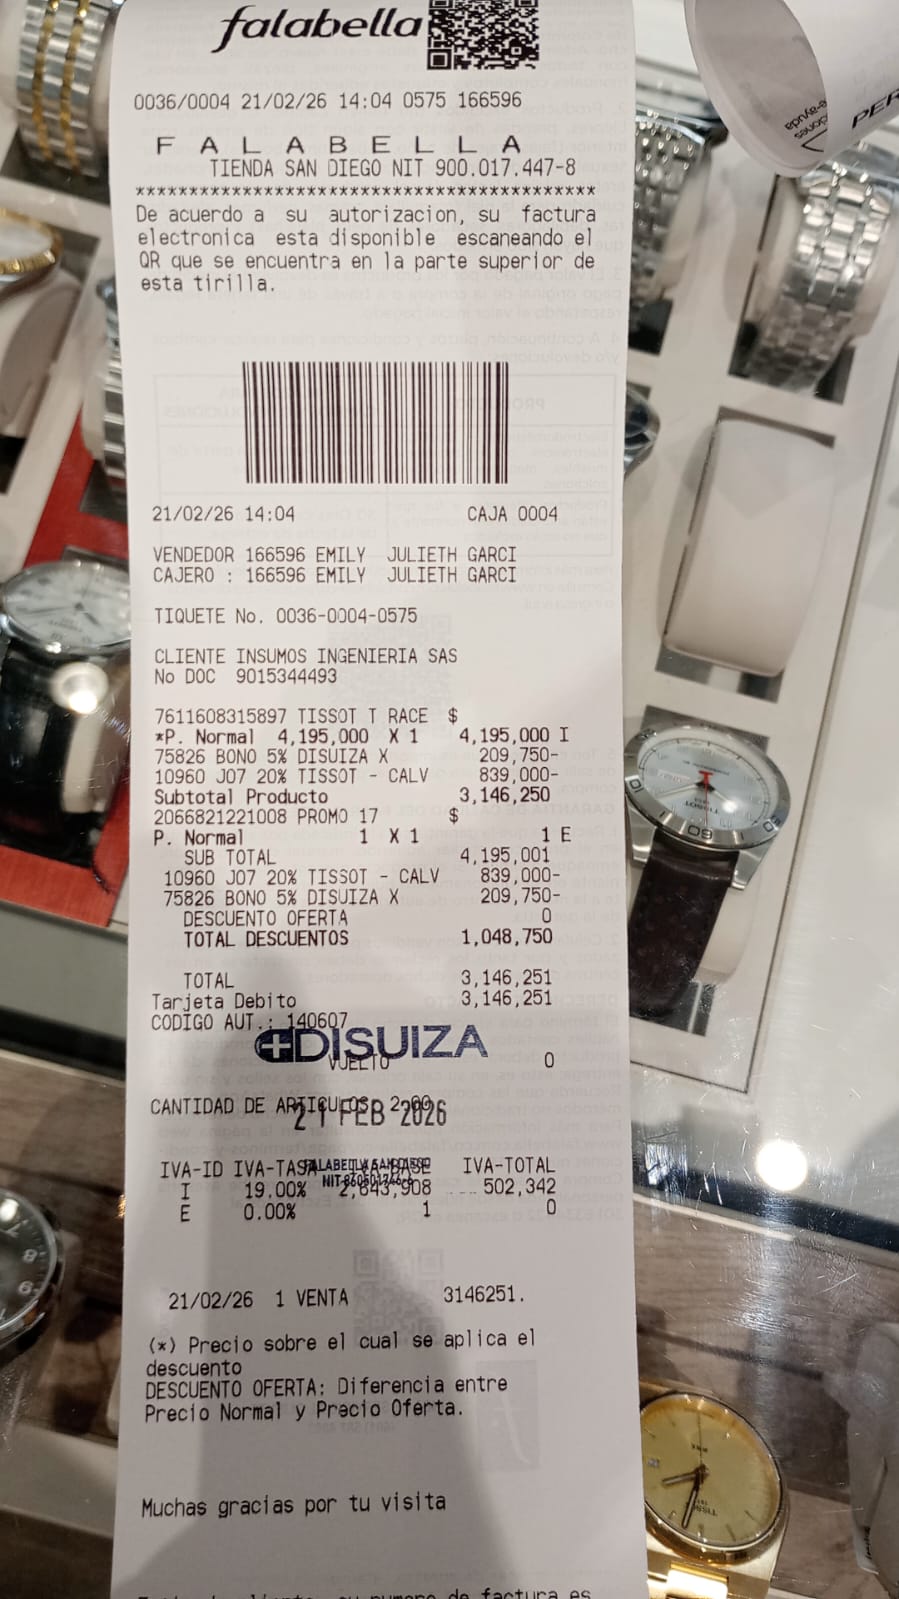 falabella
0036/0004 21/02/26 14:04 0575 166596
F A L A B E L L A
TIENDA SAN DIEGO NIT 900.017.447-8
*******************************************
De acuerdo a su autorizacion, su factura
electronica esta disponible escaneando el
QR que se encuentra en la parte superior de
esta tirilla.
21/02/26 14:04 CAJA 0004
VENDEDOR 166596 EMILY JULIETH GARCI
CAJERO : 166596 EMILY JULIETH GARCI
TIQUETE No. 0036-0004-0575
CLIENTE INSUMOS INGENIERIA SAS
No DOC 9015344493
7611608315897 TISSOT T RACE $
*P. Normal 4,195,000 X 1 4,195,000 I
75826 BONO 5% DISUIZA X 209,750-
10960 J07 20% TISSOT - CALV 839,000-
Subtotal Producto 3,146,250
2066821221008 PROMO 17 $
P. Normal 1 X 1 1 E
SUB TOTAL 4,195,001
10960 J07 20% TISSOT - CALV 839,000-
75826 BONO 5% DISUIZA X 209,750-
DESCUENTO OFERTA 0
TOTAL DESCUENTOS 1,048,750
TOTAL 3,146,251
Tarjeta Debito 3,146,251
CODIGO AUT.: 140607
DISUIZA
VUELTO 0
CANTIDAD DE ARTICULOS: 2.00
21 FEB 2026
IVA-ID IVA-TASA IVA-BASE IVA-TOTAL
FALABELLA SAN DIEGO
NIT
I 19.00% 2,643,908 502,342
E 0.00% 1 0
21/02/26 1 VENTA 3146251.
(*) Precio sobre el cual se aplica el
descuento
DESCUENTO OFERTA: Diferencia entre
Precio Normal y Precio Oferta.
Muchas gracias por tu visita
su numero de factura es
PER
TISSOT